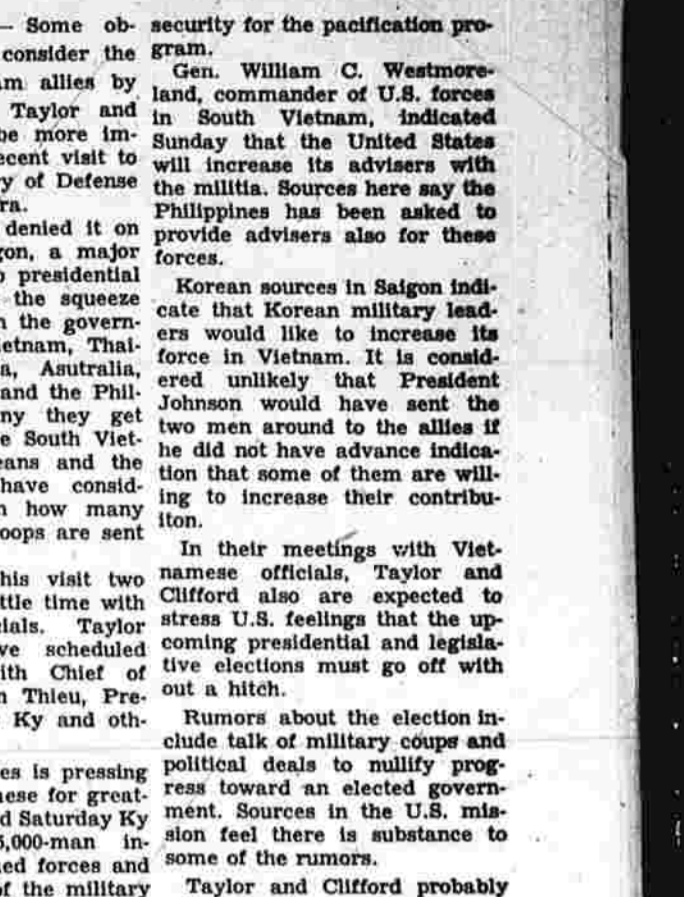 — Some ob-
consider the
am allies by
Taylor and
be more im-
ecent visit to
y of Defense
ra.
denied it on
gon, a major
o presidential
the squeeze
n the govern-
etnam, Thai-
a, Asutralia,
and the Phil-
ny they get
e South Viet-
eans and the
have consid-
n how many
oops are sent
his visit two
ttle time with
cials. Taylor
ve scheduled
ith Chief of
n Thieu, Pre-
Ky and oth-
es is pressing
nese for great-
d Saturday Ky
5,000-man in-
ned forces and
of the military
security for the pacification pro-
gram.
Gen. William C. Westmore-
land, commander of U.S. forces
in South Vietnam, indicated
Sunday that the United States
will increase its advisers with
the militia. Sources here say the
Philippines has been asked to
provide advisers also for these
forces.
Korean sources in Saigon indi-
cate that Korean military lead-
ers would like to increase its
force in Vietnam. It is consid-
ered unlikely that President
Johnson would have sent the
two men around to the allies if
he did not have advance indica-
tion that some of them are will-
ing to increase their contribu-
iton.
In their meetings with Viet-
namese officials, Taylor and
Clifford also are expected to
stress U.S. feelings that the up-
coming presidential and legisla-
tive elections must go off with
out a hitch.
Rumors about the election in-
clude talk of military coups and
political deals to nullify prog-
ress toward an elected govern-
ment. Sources in the U.S. mis-
sion feel there is substance to
some of the rumors.
Taylor and Clifford probably